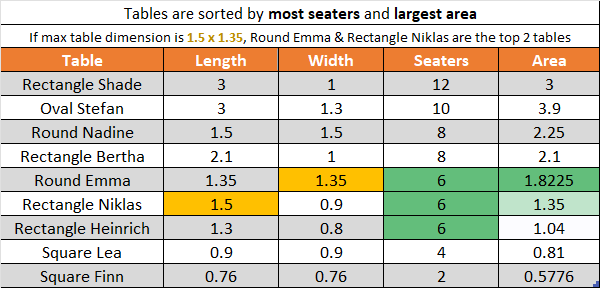 Tables are sorted by most seaters and largest area
If max table dimension is 1.5 x 1.35, Round Emma & Rectangle Niklas are the top 2 tables
Table Length Width Seaters Area
Rectangle Shade 3 1 12 3
Oval Stefan 3 1.3 10 3.9
Round Nadine 1.5 1.5 8 2.25
Rectangle Bertha 2.1 1 8 2.1
Round Emma 1.35 1.35 6 1.8225
Rectangle Niklas 1.5 0.9 6 1.35
Rectangle Heinrich 1.3 0.8 6 1.04
Square Lea 0.9 0.9 4 0.81
Square Finn 0.76 0.76 2 0.5776